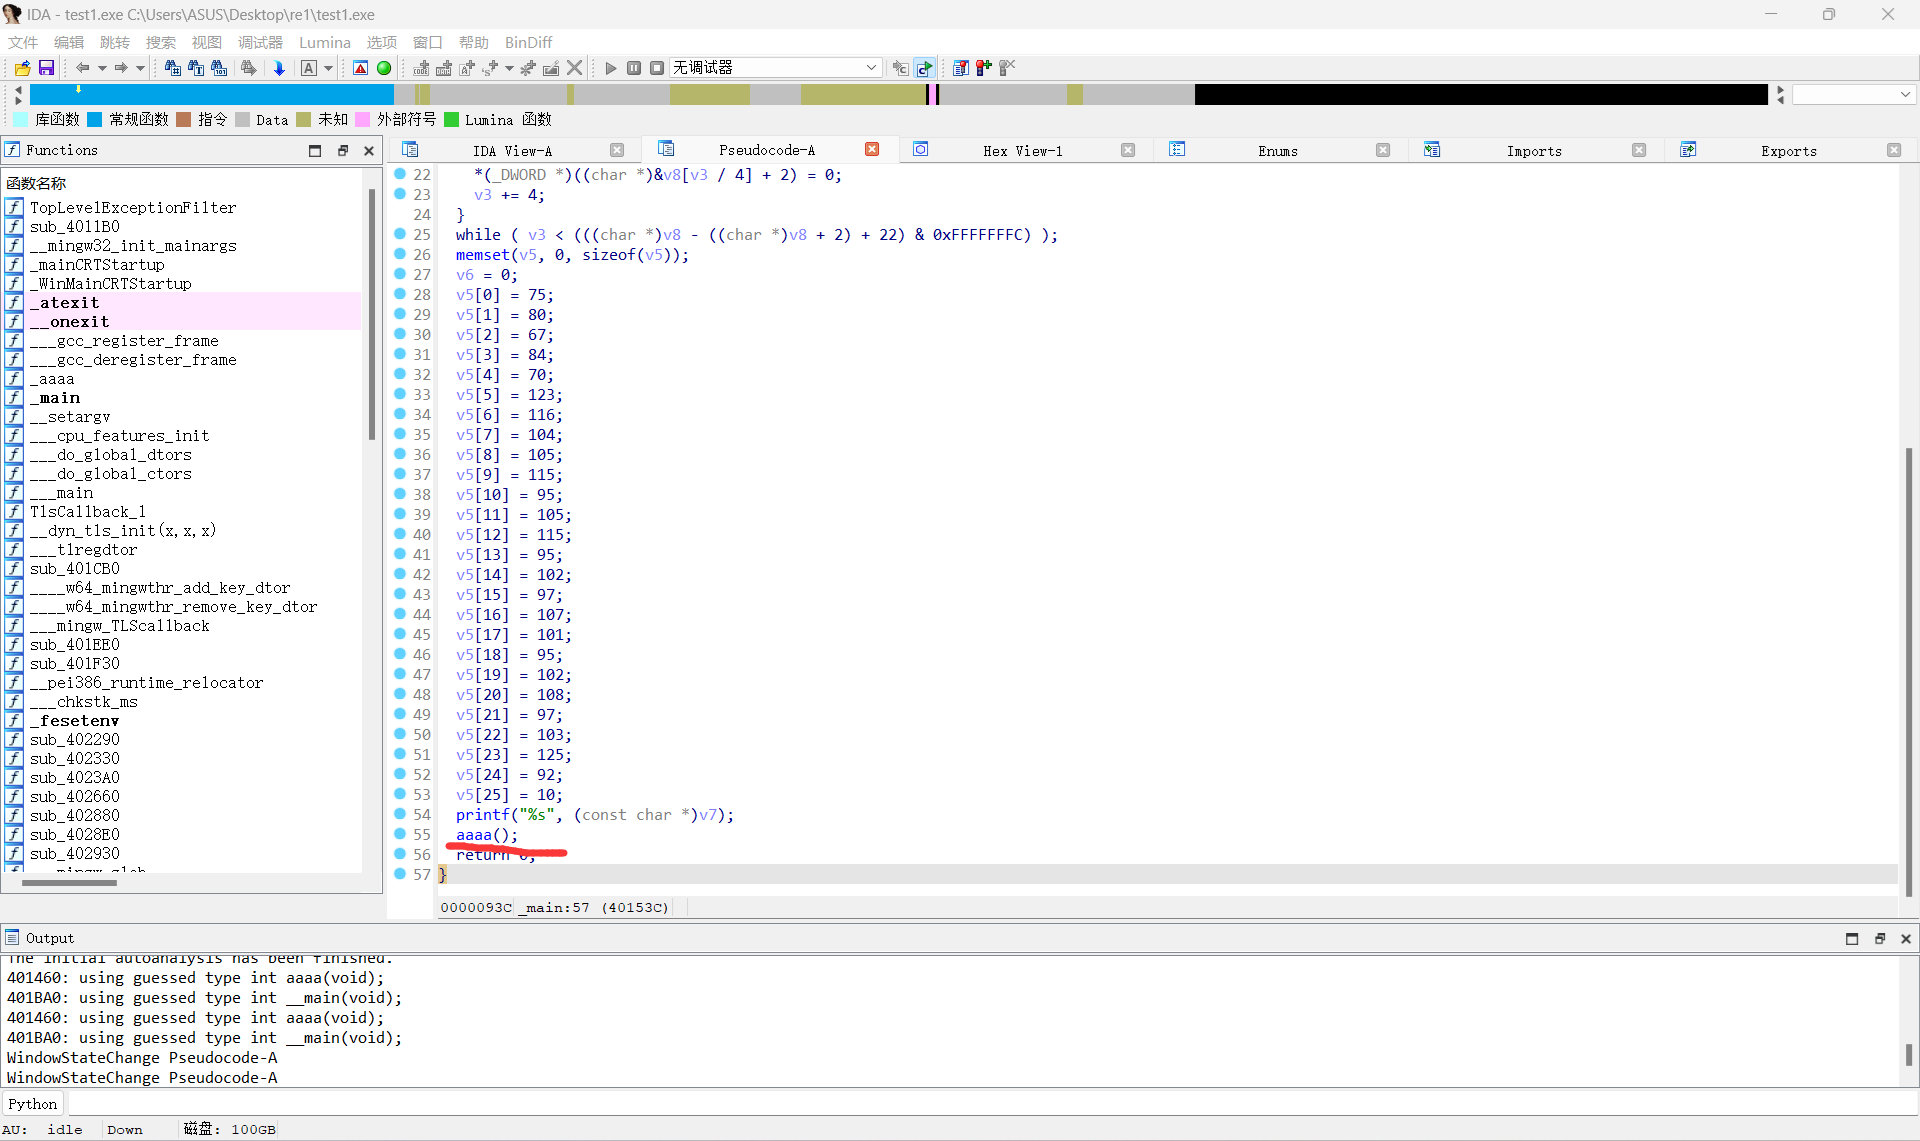 IDA - test1.exe C:\Users\ASUS\Desktop\re1\test1.exe
文件 编辑 跳转 搜索 视图 调试器 Lumina 选项 窗口 帮助 BinDiff
无调试器
库函数 常规函数 指令 Data 未知 外部符号 Lumina 函数
Functions
IDA View-A Pseudocode-A Hex View-1 Enums Imports Exports
函数名称
TopLevelExceptionFilter
sub_4011B0
__mingw32_init_mainargs
_mainCRTStartup
_WinMainCRTStartup
_atexit
__onexit
___gcc_register_frame
___gcc_deregister_frame
_aaaa
_main
__setargv
___cpu_features_init
___do_global_dtors
___do_global_ctors
___main
TlsCallback_1
__dyn_tls_init(x,x,x)
___tlregdtor
sub_401CB0
____w64_mingwthr_add_key_dtor
____w64_mingwthr_remove_key_dtor
___mingw_TLScallback
sub_401EE0
sub_401F30
__pei386_runtime_relocator
___chkstk_ms
_fesetenv
sub_402290
sub_402330
sub_4023A0
sub_402660
sub_402880
sub_4028E0
sub_402930
22 *(_DWORD *)((char *)&v8[v3 / 4] + 2) = 0;
23 v3 += 4;
24 }
25 while ( v3 < (((char *)v8 - ((char *)v8 + 2) + 22) & 0xFFFFFFFC) );
26 memset(v5, 0, sizeof(v5));
27 v6 = 0;
28 v5[0] = 75;
29 v5[1] = 80;
30 v5[2] = 67;
31 v5[3] = 84;
32 v5[4] = 70;
33 v5[5] = 123;
34 v5[6] = 116;
35 v5[7] = 104;
36 v5[8] = 105;
37 v5[9] = 115;
38 v5[10] = 95;
39 v5[11] = 105;
40 v5[12] = 115;
41 v5[13] = 95;
42 v5[14] = 102;
43 v5[15] = 97;
44 v5[16] = 107;
45 v5[17] = 101;
46 v5[18] = 95;
47 v5[19] = 102;
48 v5[20] = 108;
49 v5[21] = 97;
50 v5[22] = 103;
51 v5[23] = 125;
52 v5[24] = 92;
53 v5[25] = 10;
54 printf("%s", (const char *)v7);
55 aaaa();
56 return 0;
57 }
0000093C _main:57 (40153C)
Output
The initial autoanalysis has been finished.
401460: using guessed type int aaaa(void);
401BA0: using guessed type int __main(void);
401460: using guessed type int aaaa(void);
401BA0: using guessed type int __main(void);
WindowStateChange Pseudocode-A
WindowStateChange Pseudocode-A
Python
AU: idle Down 磁盘: 100GB